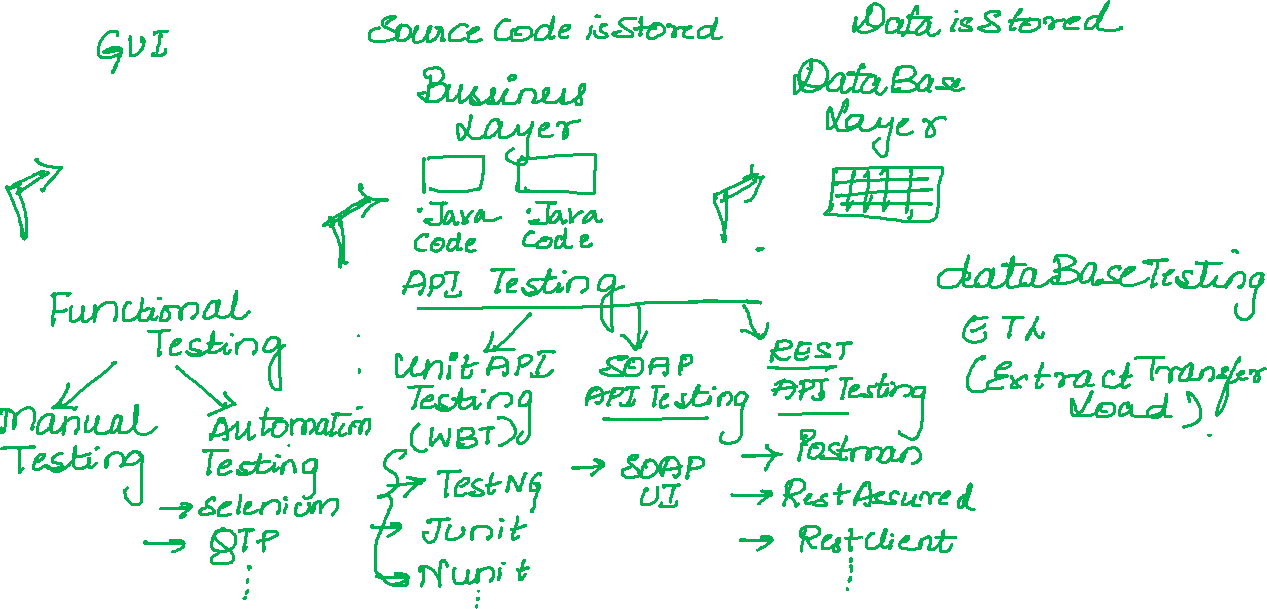 GUI
Source Code is Stored
Data is Stored
Bussiness
Layer
DataBase
Layer
.Java
Code
.Java
Code
API Testing
dataBaseTesting
ETL
(Extract Transfer
Load)
Functional
Testing
Manual
Testing
Automation
Testing
→ Selenium
→ QTP
Unit API
Testing
(WBT)
→ TestNG
→ Junit
→ Nunit
SOAP
API Testing
→ SOAP
UI
REST
API Testing
→ Postman
→ RestAssured
→ Restclient